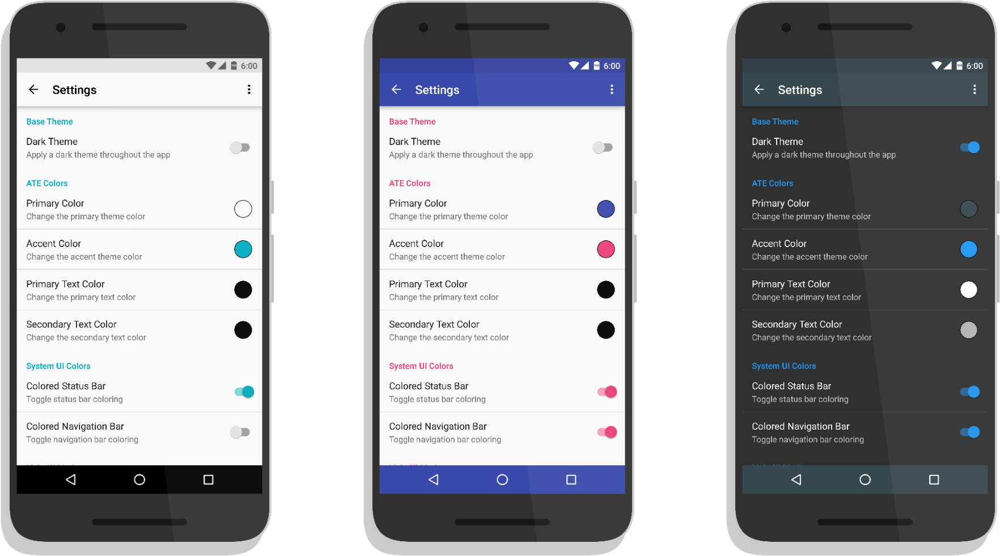 6:00
Settings
Base Theme
Dark Theme
Apply a dark theme throughout the app
ATE Colors
Primary Color
Change the primary theme color
Accent Color
Change the accent theme color
Primary Text Color
Change the primary text color
Secondary Text Color
Change the secondary text color
System UI Colors
Colored Status Bar
Toggle status bar coloring
Colored Navigation Bar
Toggle navigation bar coloring
6:00
Settings
Base Theme
Dark Theme
Apply a dark theme throughout the app
ATE Colors
Primary Color
Change the primary theme color
Accent Color
Change the accent theme color
Primary Text Color
Change the primary text color
Secondary Text Color
Change the secondary text color
System UI Colors
Colored Status Bar
Toggle status bar coloring
Colored Navigation Bar
Toggle navigation bar coloring
6:00
Settings
Base Theme
Dark Theme
Apply a dark theme throughout the app
ATE Colors
Primary Color
Change the primary theme color
Accent Color
Change the accent theme color
Primary Text Color
Change the primary text color
Secondary Text Color
Change the secondary text color
System UI Colors
Colored Status Bar
Toggle status bar coloring
Colored Navigation Bar
Toggle navigation bar coloring